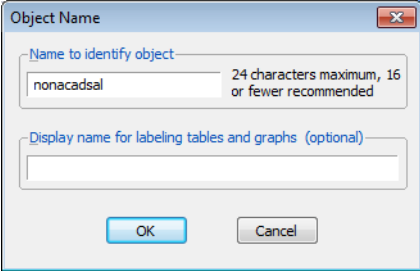 Object Name
Name to identify object
nonacadsal
24 characters maximum, 16
or fewer recommended
Display name for labeling tables and graphs (optional)
OK
Cancel